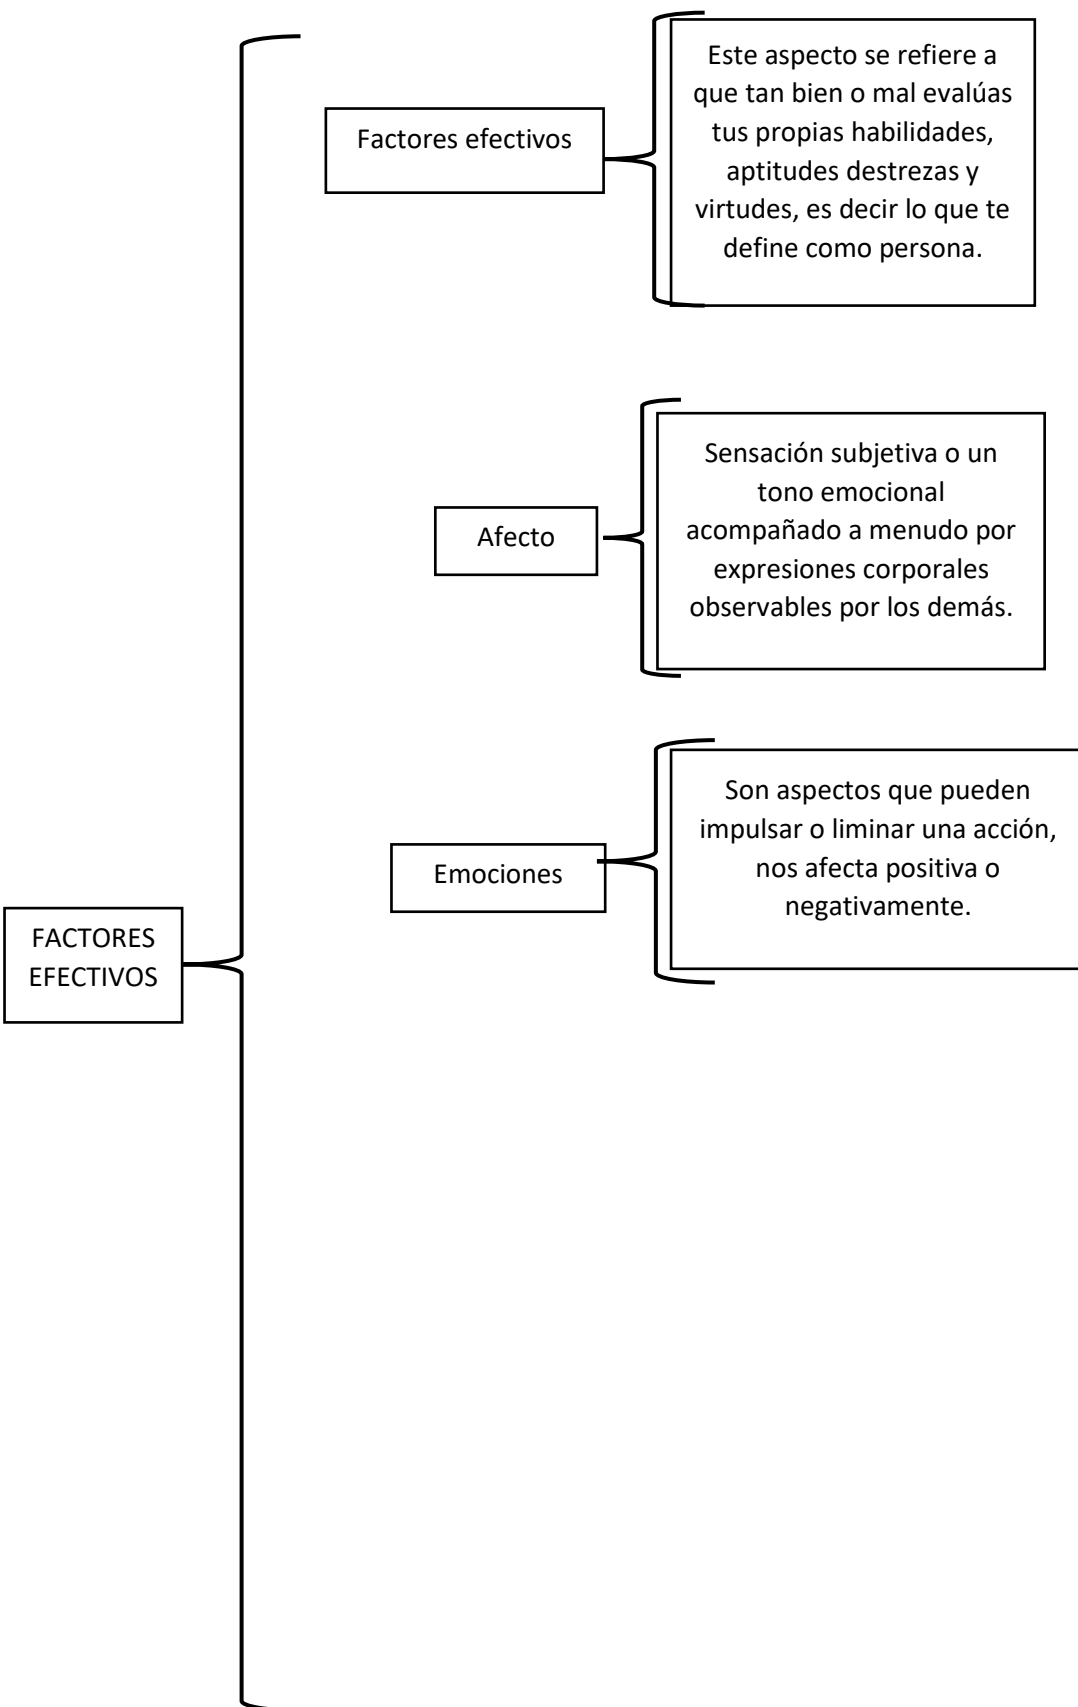 Factores efectivos
Este aspecto se refiere a
que tan bien o mal evalúas
tus propias habilidades,
aptitudes destrezas y
virtudes, es decir lo que te
define como persona.
Afecto
Sensación subjetiva o un
tono emocional
acompañado a menudo por
expresiones corporales
observables por los demás.
Emociones
Son aspectos que pueden
impulsar o liminar una acción,
nos afecta positiva o
negativamente.
FACTORES
EFECTIVOS